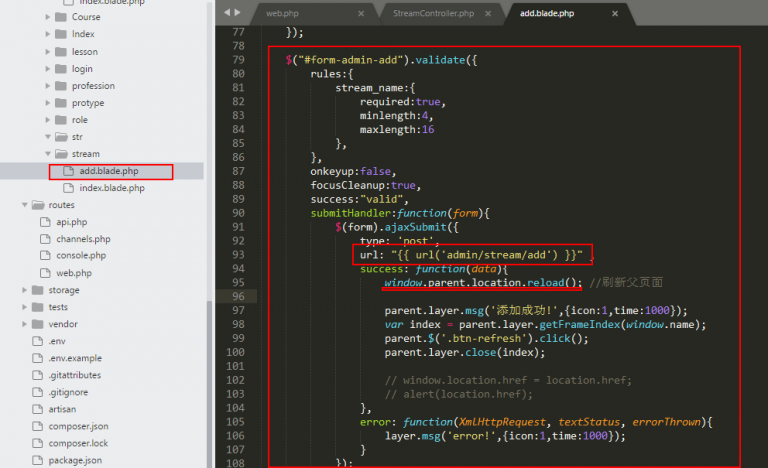 index.blade.php
Course
Index
lesson
login
profession
protype
role
str
stream
add.blade.php
index.blade.php
routes
api.php
channels.php
console.php
web.php
storage
tests
vendor
.env
.env.example
.gitattributes
.gitignore
artisan
composer.json
composer.lock
package.json
web.php
StreamController.php
add.blade.php
77 });
78
79 $("#form-admin-add").validate({
80 rules:{
81 stream_name:{
82 required:true,
83 minlength:4,
84 maxlength:16
85 },
86 },
87 onkeyup:false,
88 focusCleanup:true,
89 success:"valid",
90 submitHandler:function(form){
91 $(form).ajaxSubmit({
92 type: 'post',
93 url: "{{ url('admin/stream/add') }}" ,
94 success: function(data){
95 window.parent.location.reload(); //刷新父页面
96
97 parent.layer.msg('添加成功!',{icon:1,time:1000});
98 var index = parent.layer.getFrameIndex(window.name);
99 parent.$('.btn-refresh').click();
100 parent.layer.close(index);
101
102 // window.location.href = location.href;
103 // alert(location.href);
104 },
105 error: function(XmlHttpRequest, textStatus, errorThrown){
106 layer.msg('error!',{icon:1,time:1000});
107 }
108 });